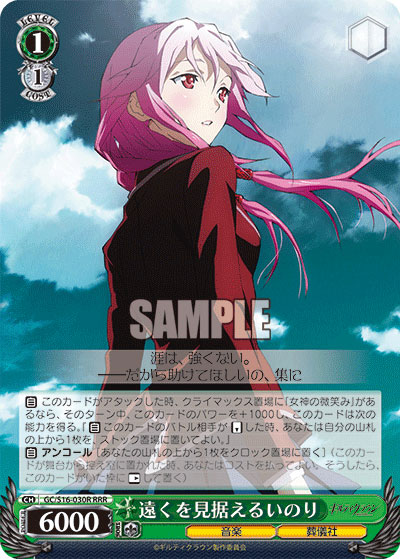 LEVEL
1
1
COST
SAMPLE
涯は、強くない。
――だから助けてほしいの、集に
自 このカードがアタックした時、クライマックス置場に「女神の微笑み」が
あるなら、そのターン中、このカードのパワーを+1000し、このカードは次の
能力を得る。『自 このカードのバトル相手が した時、あなたは自分の山札
の上から1枚を、ストック置場に置いてよい。』
自 アンコール [あなたの山札の上から1枚をクロック置場に置く] (このカード
が舞台から控え室に置かれた時、あなたはコストを払ってよい。そうしたら、
このカードがいた枠に して置く)
CH GC/S16-030R RRR
6000
遠くを見据えるいのり
ギルティクラウン
音楽
葬儀社
©ギルティクラウン製作委員会